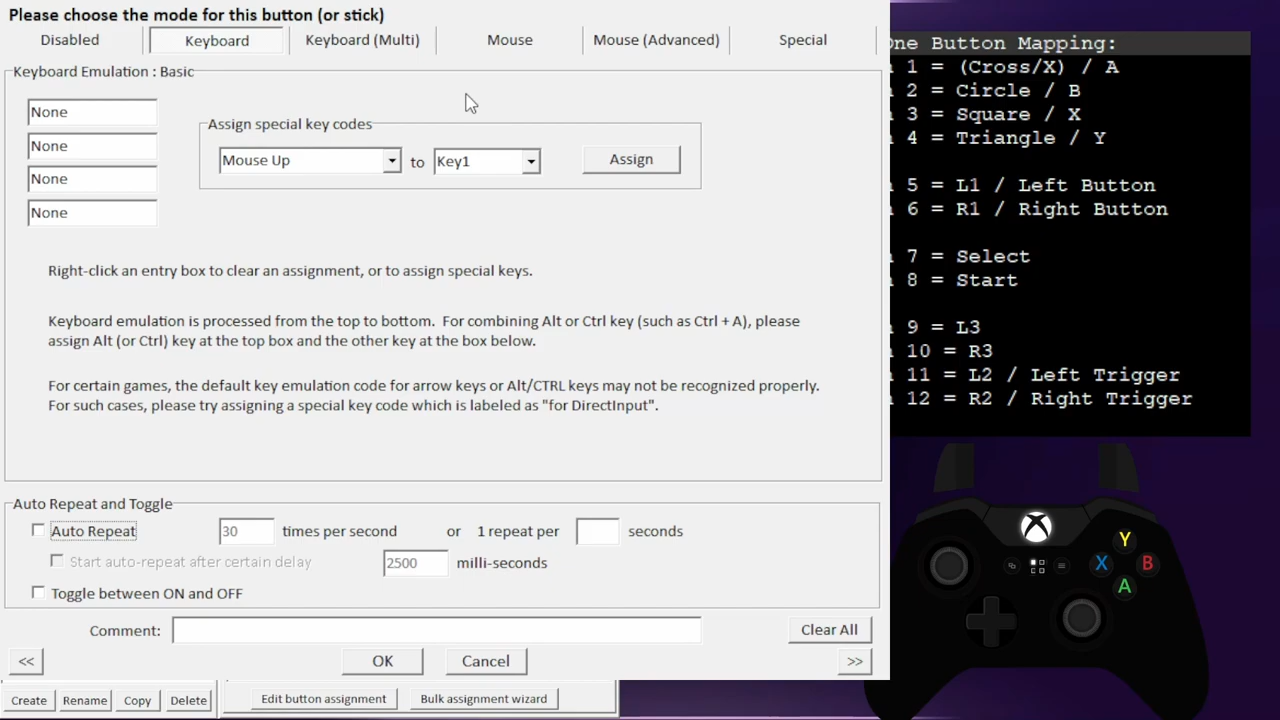 Please choose the mode for this button (or stick)
Disabled
Keyboard
Keyboard (Multi)
Mouse
Mouse (Advanced)
Special
Keyboard Emulation : Basic
None
None
None
None
Assign special key codes
Mouse Up
to
Key1
Assign
Right-click an entry box to clear an assignment, or to assign special keys.
Keyboard emulation is processed from the top to bottom. For combining Alt or Ctrl key (such as Ctrl + A), please
assign Alt (or Ctrl) key at the top box and the other key at the box below.
For certain games, the default key emulation code for arrow keys or Alt/CTRL keys may not be recognized properly.
For such cases, please try assigning a special key code which is labeled as "for DirectInput".
Auto Repeat and Toggle
Auto Repeat
30
times per second
or
1 repeat per
seconds
Start auto-repeat after certain delay
2500
milli-seconds
Toggle between ON and OFF
Comment:
Clear All
<<
OK
Cancel
>>
Create
Rename
Copy
Delete
Edit button assignment
Bulk assignment wizard
One Button Mapping:
1 = (Cross/X) / A
2 = Circle / B
3 = Square / X
4 = Triangle / Y
5 = L1 / Left Button
6 = R1 / Right Button
7 = Select
8 = Start
9 = L3
10 = R3
11 = L2 / Left Trigger
12 = R2 / Right Trigger
Y
X
B
A